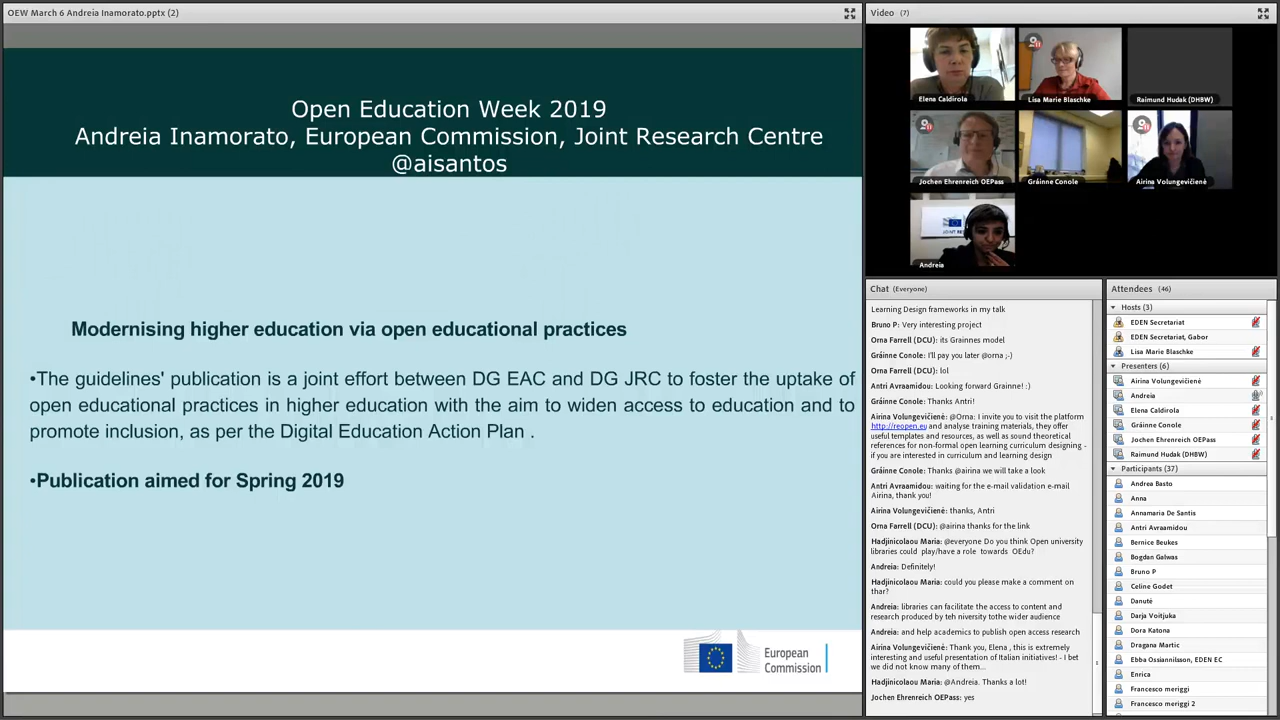 OEW March 6 Andreia Inamorato.pptx (2)
Open Education Week 2019
Andreia Inamorato, European Commission, Joint Research Centre
@aisantos
Modernising higher education via open educational practices
•The guidelines' publication is a joint effort between DG EAC and DG JRC to foster the uptake of
open educational practices in higher education with the aim to widen access to education and to
promote inclusion, as per the Digital Education Action Plan .
•Publication aimed for Spring 2019
European
Commission
Video (7)
Elena Caldirola
Lisa Marie Blaschke
Raimund Hudak (DHBW)
Jochen Ehrenreich OEPass
Gráinne Conole
Airina Volungevičienė
JOINT RES
Andreia
Chat (Everyone)
Learning Design frameworks in my talk
Bruno P: Very interesting project
Orna Farrell (DCU): its Grainnes model
Gráinne Conole: I'll pay you later @orna ;-)
Orna Farrell (DCU): lol
Antri Avraamidou: Looking forward Grainne! :)
Gráinne Conole: Thanks Antri!
Airina Volungevičienė: @Orna: I invite you to visit the platform
http://reopen.eu and analyse training materials, they offer
useful templates and resources, as well as sound theoretical
references for non-formal open learning curriculum designing -
if you are interested in curriculum and learning design
Gráinne Conole: Thanks @airina we will take a look
Antri Avraamidou: waiting for the e-mail validation e-mail
Airina, thank you!
Airina Volungevičienė: thanks, Antri
Orna Farrell (DCU): @airina thanks for the link
Hadjinicolaou Maria: @everyone Do you think Open university
libraries could play/have a role towards OEdu?
Andreia: Definitely!
Hadjinicolaou Maria: could you please make a comment on
thar?
Andreia: libraries can facilitate the access to content and
research produced by teh niversity tothe wider audience
Andreia: and help academics to publish open access research
Airina Volungevičienė: Thank you, Elena , this is extremely
interesting and useful presentation of Italian initiatives! - I bet
we did not know many of them...
Hadjinicolaou Maria: @Andreia. Thanks a lot!
Jochen Ehrenreich OEPass: yes
Attendees (46)
Hosts (3)
EDEN Secretariat
EDEN Secretariat, Gabor
Lisa Marie Blaschke
Presenters (6)
Airina Volungevičienė
Andreia
Elena Caldirola
Gráinne Conole
Jochen Ehrenreich OEPass
Raimund Hudak (DHBW)
Participants (37)
Andrea Basto
Anna
Annamaria De Santis
Antri Avraamidou
Bernice Beukes
Bogdan Galwas
Bruno P
Celine Godet
Danutė
Darja Voitjuka
Dora Katona
Dragana Martic
Ebba Ossiannilsson, EDEN EC
Enrica
Francesco meriggi
Francesco meriggi 2